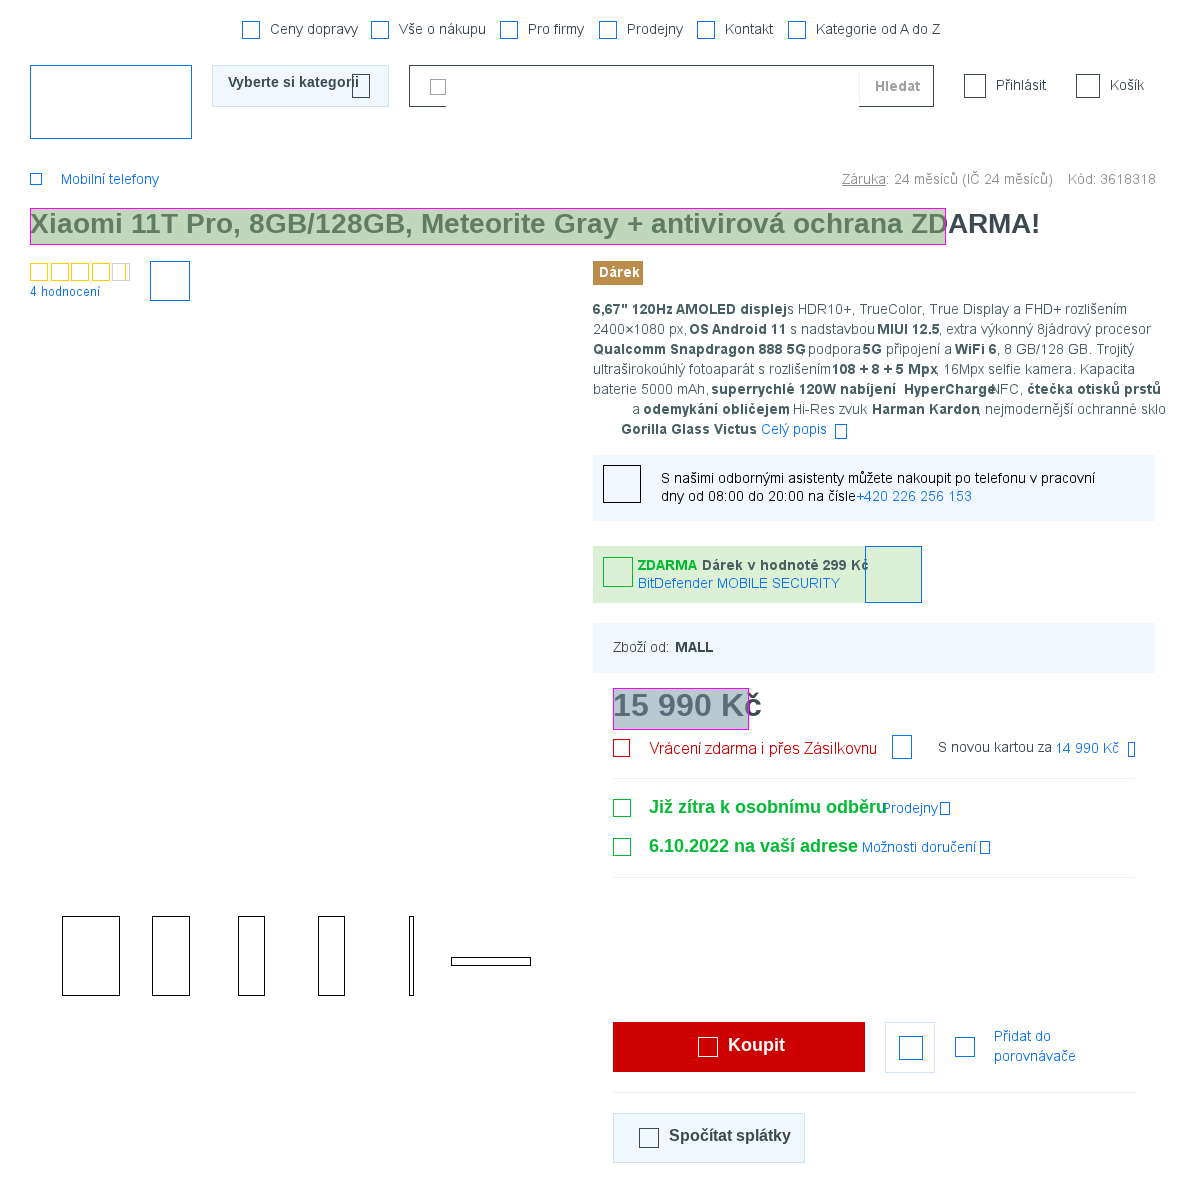 Ceny dopravy Vše o nákupu Pro firmy Prodejny Kontakt Kategorie od A do Z
Vyberte si kategorii Hledat Přihlásit Košík
Mobilní telefony Záruka: 24 měsíců (IČ 24 měsíců) Kód: 3618318
Xiaomi 11T Pro, 8GB/128GB, Meteorite Gray + antivirová ochrana ZDARMA!
4 hodnocení
Dárek
6,67" 120Hz AMOLED displej s HDR10+, TrueColor, True Display a FHD+ rozlišením
2400×1080 px, OS Android 11 s nadstavbou MIUI 12.5, extra výkonný 8jádrový procesor
Qualcomm Snapdragon 888 5G podpora 5G připojení a WiFi 6, 8 GB/128 GB. Trojitý
ultraširokoúhlý fotoaparát s rozlišením 108 + 8 + 5 Mpx, 16Mpx selfie kamera. Kapacita
baterie 5000 mAh, superrychlé 120W nabíjení HyperCharge NFC, čtečka otisků prstů
a odemykání obličejem, Hi-Res zvuk Harman Kardon, nejmodernější ochranné sklo
Gorilla Glass Victus. Celý popis
S našimi odbornými asistenty můžete nakoupit po telefonu v pracovní
dny od 08:00 do 20:00 na čísle +420 226 256 153
ZDARMA Dárek v hodnotě 299 Kč
BitDefender MOBILE SECURITY
Zboží od: MALL
15 990 Kč
Vrácení zdarma i přes Zásilkovnu S novou kartou za 14 990 Kč
Již zítra k osobnímu odběru Prodejny
6.10.2022 na vaší adrese Možnosti doručení
Koupit
Přidat do
porovnávače
Spočítat splátky